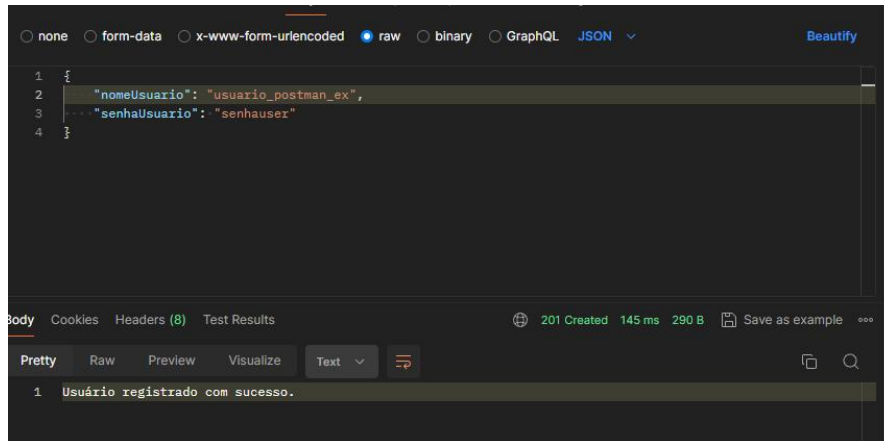 none form-data x-www-form-urlencoded raw binary GraphQL JSON Beautify
1 {
2 "nomeUsuario": "usuario_postman_ex",
3 "senhaUsuario": "senhauser"
4 }
Body Cookies Headers (8) Test Results 201 Created 145 ms 290 B Save as example
Pretty Raw Preview Visualize Text
1 Usuário registrado com sucesso.